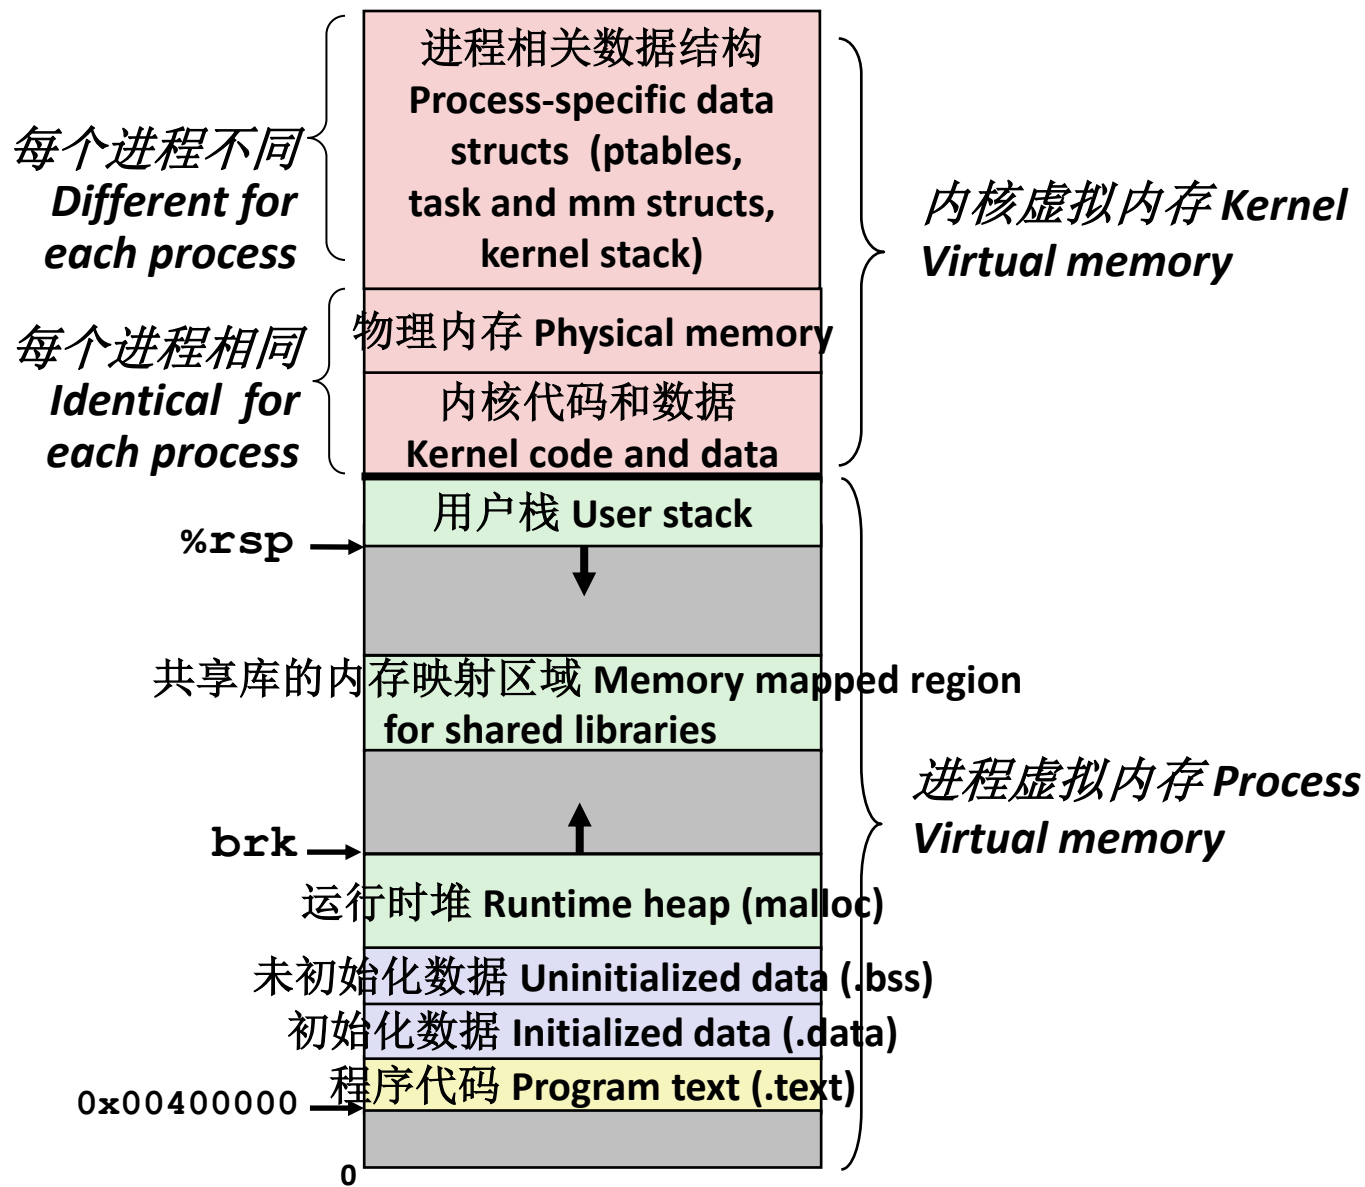 进程相关数据结构
Process-specific data
structs (ptables,
task and mm structs,
kernel stack)
每个进程不同
Different for
each process
内核虚拟内存 Kernel
Virtual memory
物理内存 Physical memory
每个进程相同
Identical for
each process
内核代码和数据
Kernel code and data
用户栈 User stack
%rsp
共享库的内存映射区域 Memory mapped region
for shared libraries
进程虚拟内存 Process
Virtual memory
brk
运行时堆 Runtime heap (malloc)
未初始化数据 Uninitialized data (.bss)
初始化数据 Initialized data (.data)
程序代码 Program text (.text)
0x00400000
0